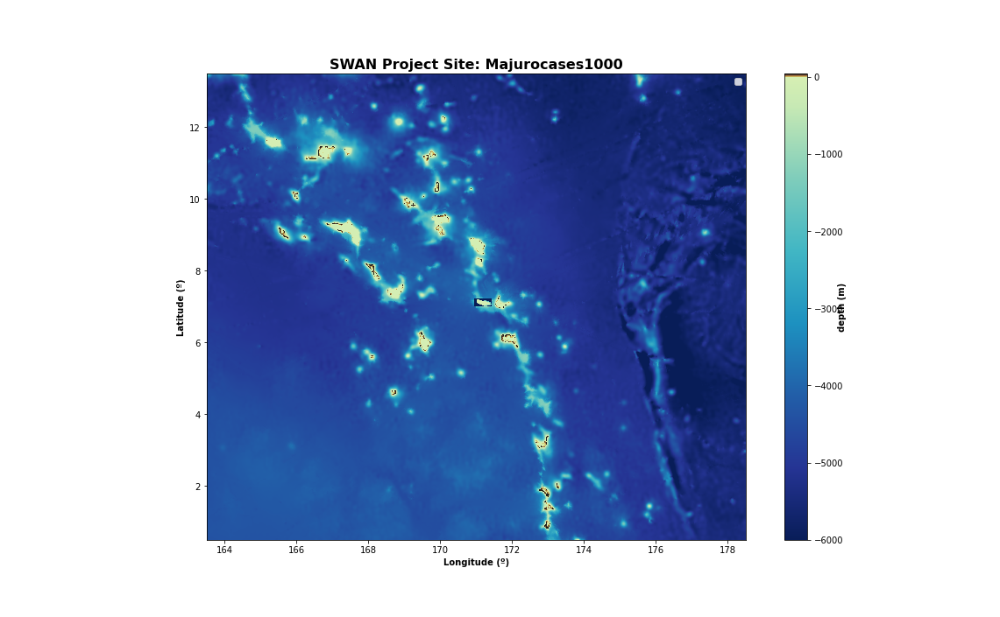 SWAN Project Site: Majurocases1000
12
10
8
6
4
2
Latitude (º)
164 166 168 170 172 174 176 178
Longitude (º)
0
−1000
−2000
−3000
−4000
−5000
−6000
depth (m)